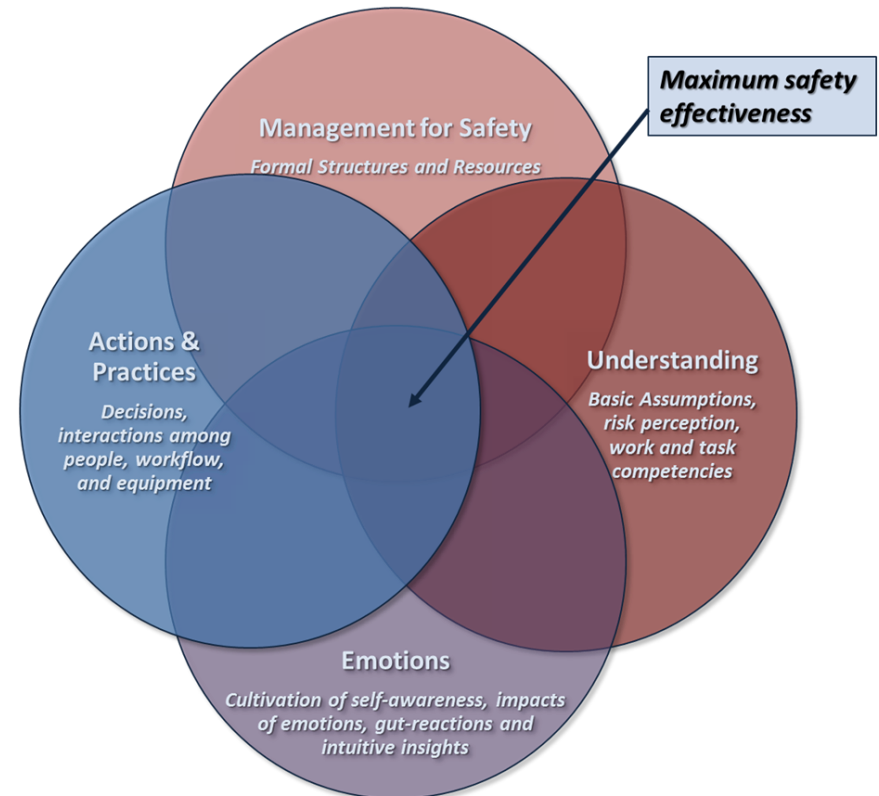 Maximum safety
effectiveness
Management for Safety
Formal Structures and Resources
Actions &
Practices
Decisions,
interactions among
people, workflow,
and equipment
Understanding
Basic Assumptions,
risk perception,
work and task
competencies
Emotions
Cultivation of self-awareness, impacts
of emotions, gut-reactions and
intuitive insights